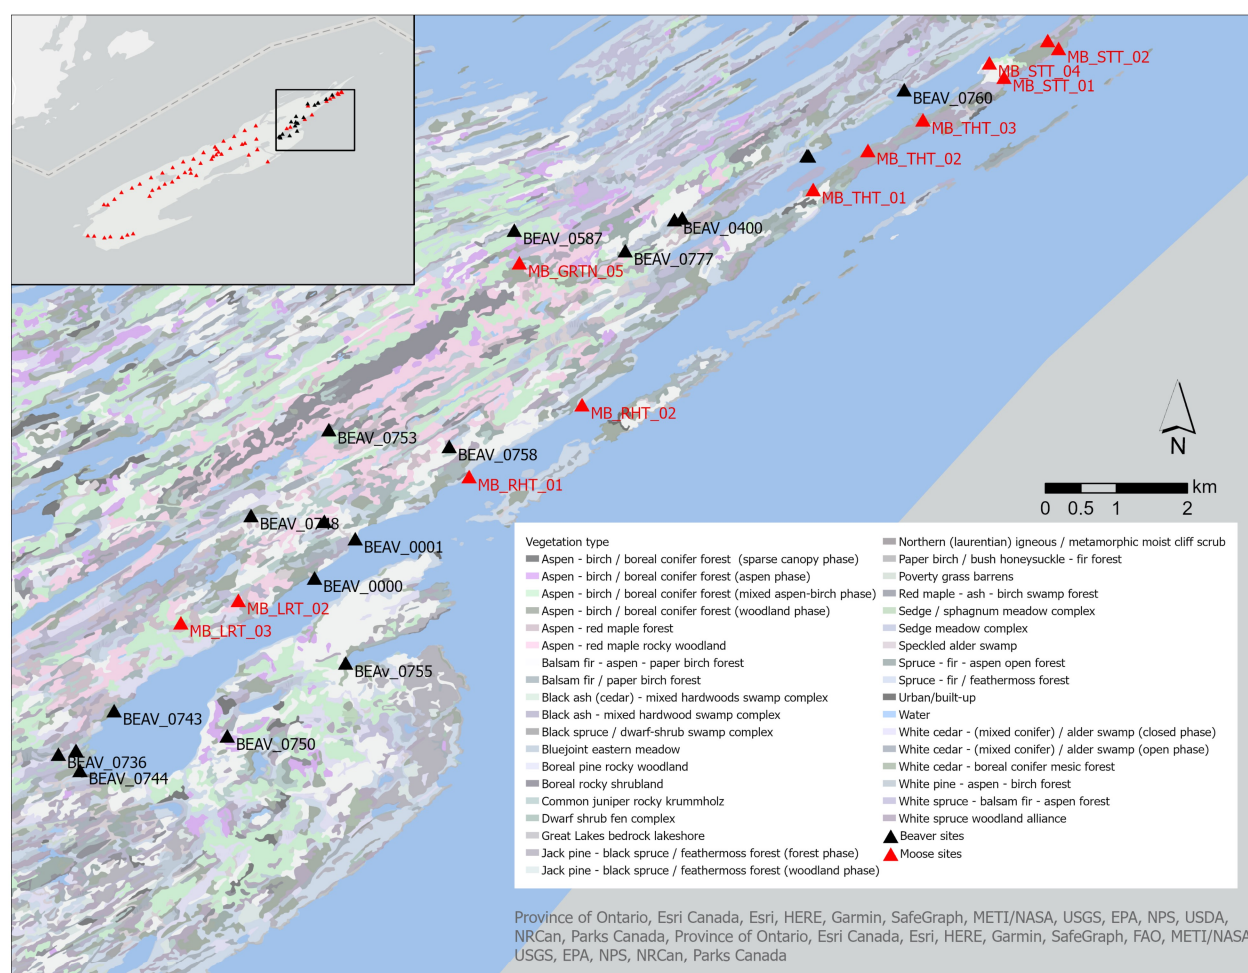 MB_STT_02
MB_STT_04
MB_STT_01
BEAV_0760
MB_THT_03
MB_THT_02
MB_THT_01
BEAV_0400
BEAV_0587
BEAV_0777
MB_GRTN_05
MB_RHT_02
BEAV_0753
BEAV_0758
MB_RHT_01
BEAV_0748
BEAV_0001
BEAV_0000
MB_LRT_02
MB_LRT_03
BEAv_0755
BEAV_0743
BEAV_0750
BEAV_0736
BEAV_0744
N
km
0 0.5 1 2
Vegetation type
Aspen - birch / boreal conifer forest (sparse canopy phase)
Aspen - birch / boreal conifer forest (aspen phase)
Aspen - birch / boreal conifer forest (mixed aspen-birch phase)
Aspen - birch / boreal conifer forest (woodland phase)
Aspen - red maple forest
Aspen - red maple rocky woodland
Balsam fir - aspen - paper birch forest
Balsam fir / paper birch forest
Black ash (cedar) - mixed hardwoods swamp complex
Black ash - mixed hardwood swamp complex
Black spruce / dwarf-shrub swamp complex
Bluejoint eastern meadow
Boreal pine rocky woodland
Boreal rocky shrubland
Common juniper rocky krummholz
Dwarf shrub fen complex
Great Lakes bedrock lakeshore
Jack pine - black spruce / feathermoss forest (forest phase)
Jack pine - black spruce / feathermoss forest (woodland phase)
Northern (laurentian) igneous / metamorphic moist cliff scrub
Paper birch / bush honeysuckle - fir forest
Poverty grass barrens
Red maple - ash - birch swamp forest
Sedge / sphagnum meadow complex
Sedge meadow complex
Speckled alder swamp
Spruce - fir - aspen open forest
Spruce - fir / feathermoss forest
Urban/built-up
Water
White cedar - (mixed conifer) / alder swamp (closed phase)
White cedar - (mixed conifer) / alder swamp (open phase)
White cedar - boreal conifer mesic forest
White pine - aspen - birch forest
White spruce - balsam fir - aspen forest
White spruce woodland alliance
Beaver sites
Moose sites
Province of Ontario, Esri Canada, Esri, HERE, Garmin, SafeGraph, METI/NASA, USGS, EPA, NPS, USDA,
NRCan, Parks Canada, Province of Ontario, Esri Canada, Esri, HERE, Garmin, SafeGraph, FAO, METI/NASA
USGS, EPA, NPS, NRCan, Parks Canada